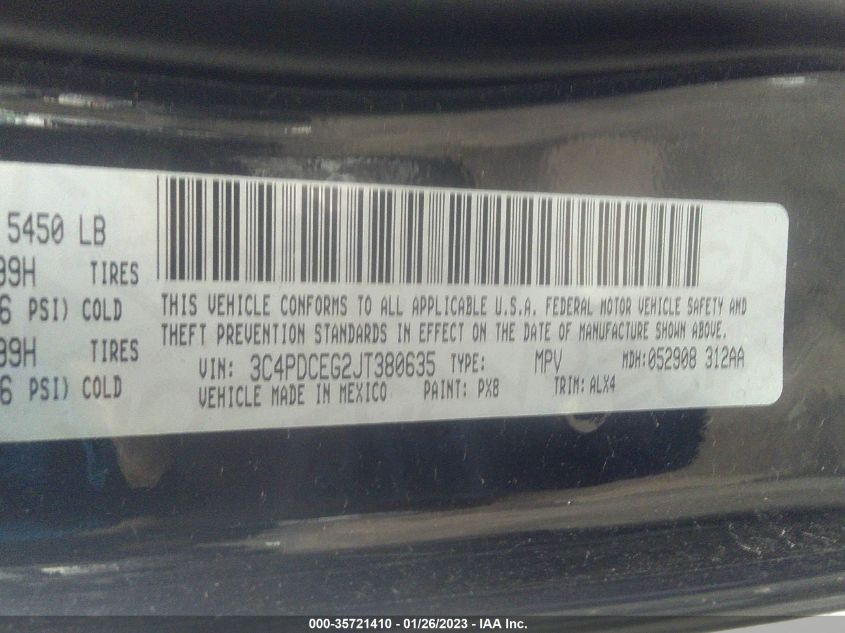 5450 LB
99H TIRES
6 PSI) COLD
99H TIRES
6 PSI) COLD
THIS VEHICLE CONFORMS TO ALL APPLICABLE U.S.A. FEDERAL MOTOR VEHICLE SAFETY AND
THEFT PREVENTION STANDARDS IN EFFECT ON THE DATE OF MANUFACTURE SHOWN ABOVE.
VIN: 3C4PDCEG2JT380635 TYPE: MPV MDH:052908 312AA
VEHICLE MADE IN MEXICO PAINT: PX8 TRIM: ALX4
000-35721410 - 01/26/2023 - IAA Inc.